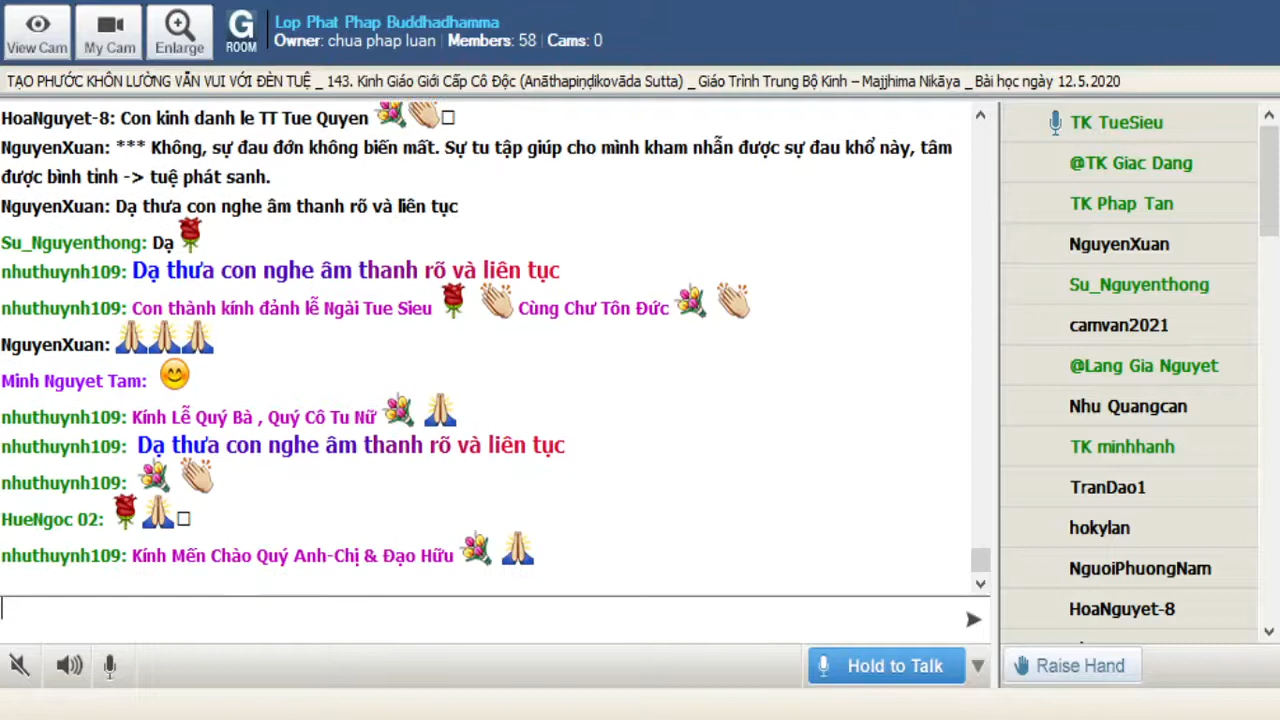 View Cam
My Cam
Enlarge
G
ROOM
Lop Phat Phap Buddhadhamma
Owner: chua phap luan | Members: 58 | Cams: 0
TẠO PHƯỚC KHÔN LƯỜNG VẪN VUI VỚI ĐÈN TUỆ _ 143. Kinh Giáo Giới Cấp Cô Độc (Anāthapiṇḍikovāda Sutta) _ Giáo Trình Trung Bộ Kinh – Majjhima Nikāya _ Bài học ngày 12.5.2020
HoaNguyet-8: Con kinh danh le TT Tue Quyen
NguyenXuan: *** Không, sự đau đớn không biến mất. Sự tu tập giúp cho mình kham nhẫn được sự đau khổ này, tâm
được bình tỉnh -> tuệ phát sanh.
NguyenXuan: Dạ thưa con nghe âm thanh rõ và liên tục
Su_Nguyenthong: Dạ
nhuthuynh109: Dạ thưa con nghe âm thanh rõ và liên tục
nhuthuynh109: Con thành kính đảnh lễ Ngài Tue Sieu Cùng Chư Tôn Đức
NguyenXuan:
Minh Nguyet Tam:
nhuthuynh109: Kính Lễ Quý Bà , Quý Cô Tu Nữ
nhuthuynh109: Dạ thưa con nghe âm thanh rõ và liên tục
nhuthuynh109:
HueNgoc 02:
nhuthuynh109: Kính Mến Chào Quý Anh-Chị & Đạo Hữu
TK TueSieu
@TK Giac Dang
TK Phap Tan
NguyenXuan
Su_Nguyenthong
camvan2021
@Lang Gia Nguyet
Nhu Quangcan
TK minhhanh
TranDao1
hokylan
NguoiPhuongNam
HoaNguyet-8
Hold to Talk
Raise Hand